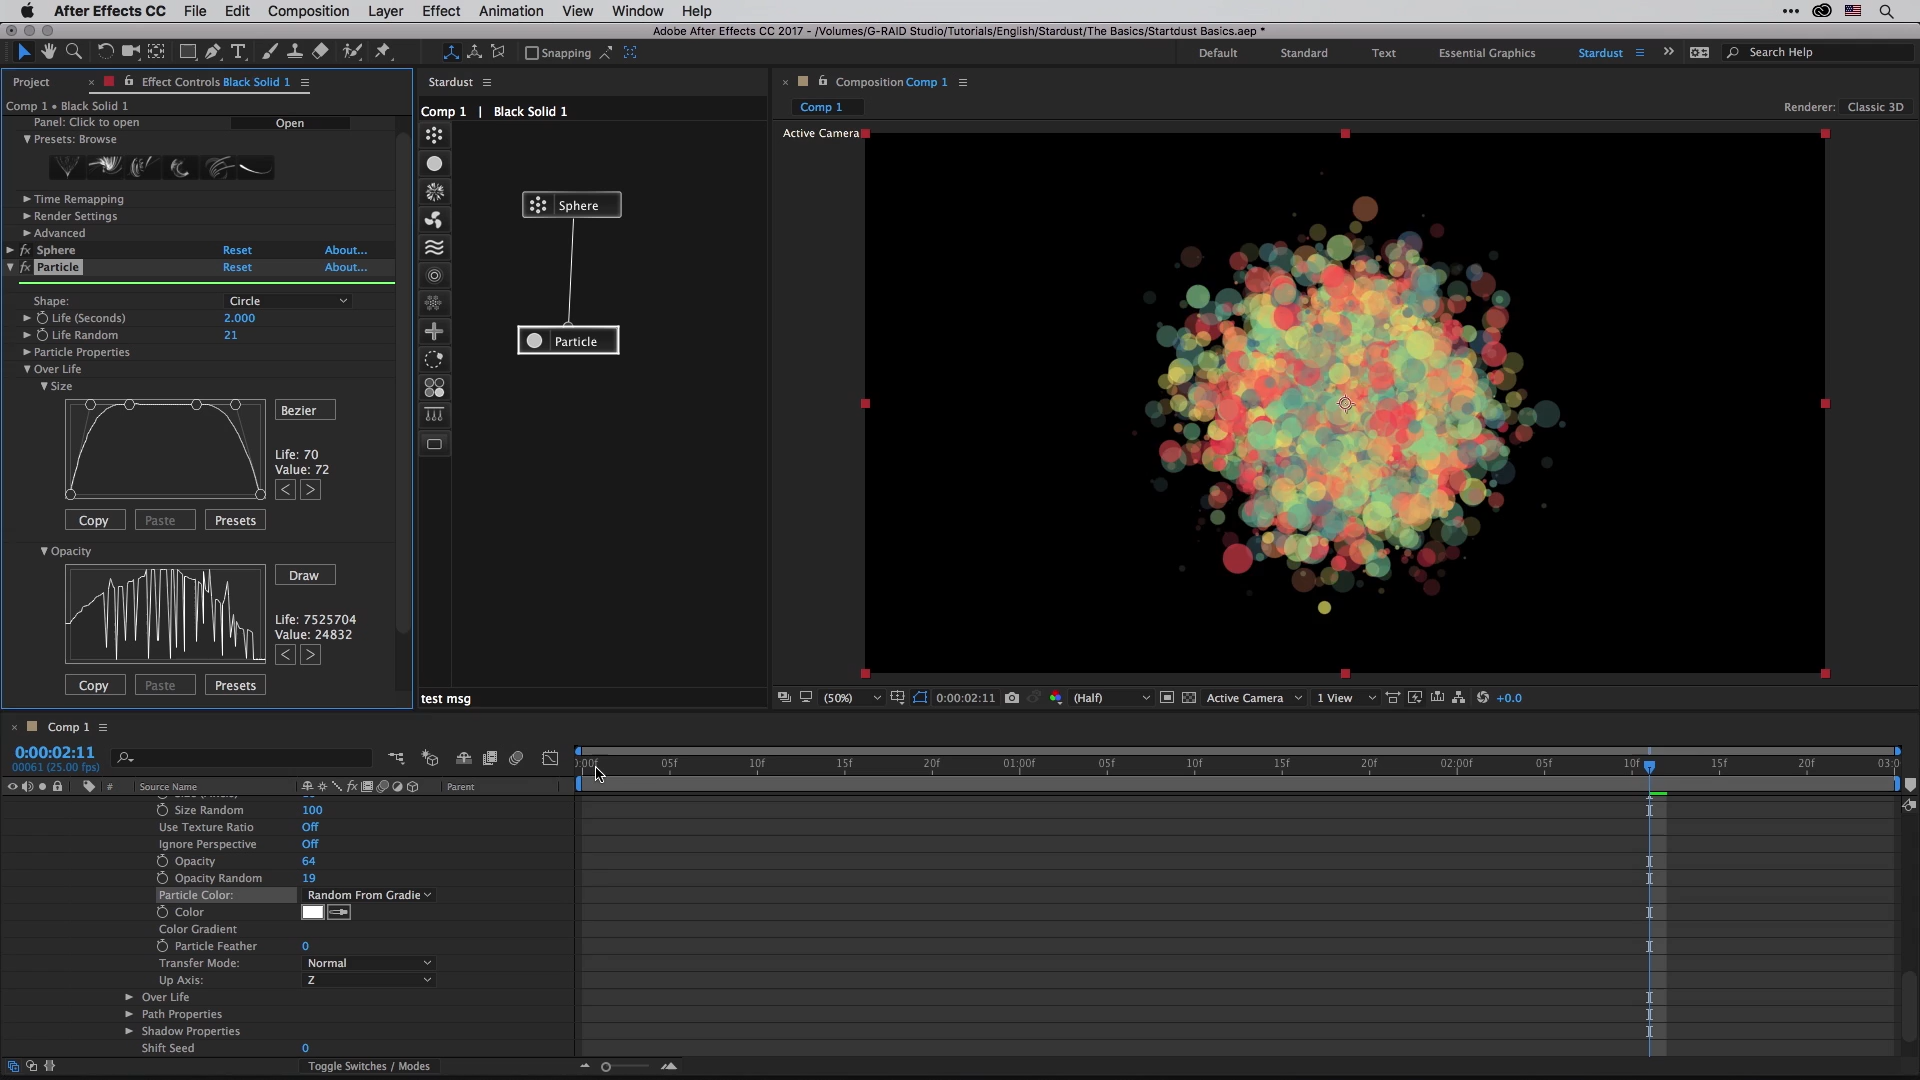 After Effects CC File Edit Composition Layer Effect Animation View Window Help
Adobe After Effects CC 2017 - /Volumes/G-RAID Studio/Tutorials/English/Stardust/The Basics/Startdust Basics.aep *
Snapping Default Standard Text Essential Graphics Stardust Search Help
Project Effect Controls Black Solid 1
Comp 1 • Black Solid 1
Panel: Click to open Open
Presets: Browse
Time Remapping
Render Settings
Advanced
fx Sphere Reset About...
fx Particle Reset About...
Shape: Circle
Life (Seconds) 2.000
Life Random 21
Particle Properties
Over Life
Size
Bezier
Life: 70
Value: 72
< >
Copy Paste Presets
Opacity
Draw
Life: 7525704
Value: 24832
< >
Copy Paste Presets
Stardust
Comp 1 | Black Solid 1
Sphere
Particle
test msg
Composition Comp 1
Comp 1 Renderer: Classic 3D
Active Camera
(50%) 0:00:02:11 (Half) Active Camera 1 View +0.0
Comp 1
0:00:02:11
00061 (25.00 fps)
# Source Name fx Parent
):00f 05f 10f 15f 20f 01:00f 05f 10f 15f 20f 02:00f 05f 10f 15f 20f 03:0
Size Random 100
Use Texture Ratio Off
Ignore Perspective Off
Opacity 64
Opacity Random 19
Particle Color: Random From Gradie
Color
Color Gradient
Particle Feather 0
Transfer Mode: Normal
Up Axis: Z
Over Life
Path Properties
Shadow Properties
Shift Seed 0
Toggle Switches / Modes